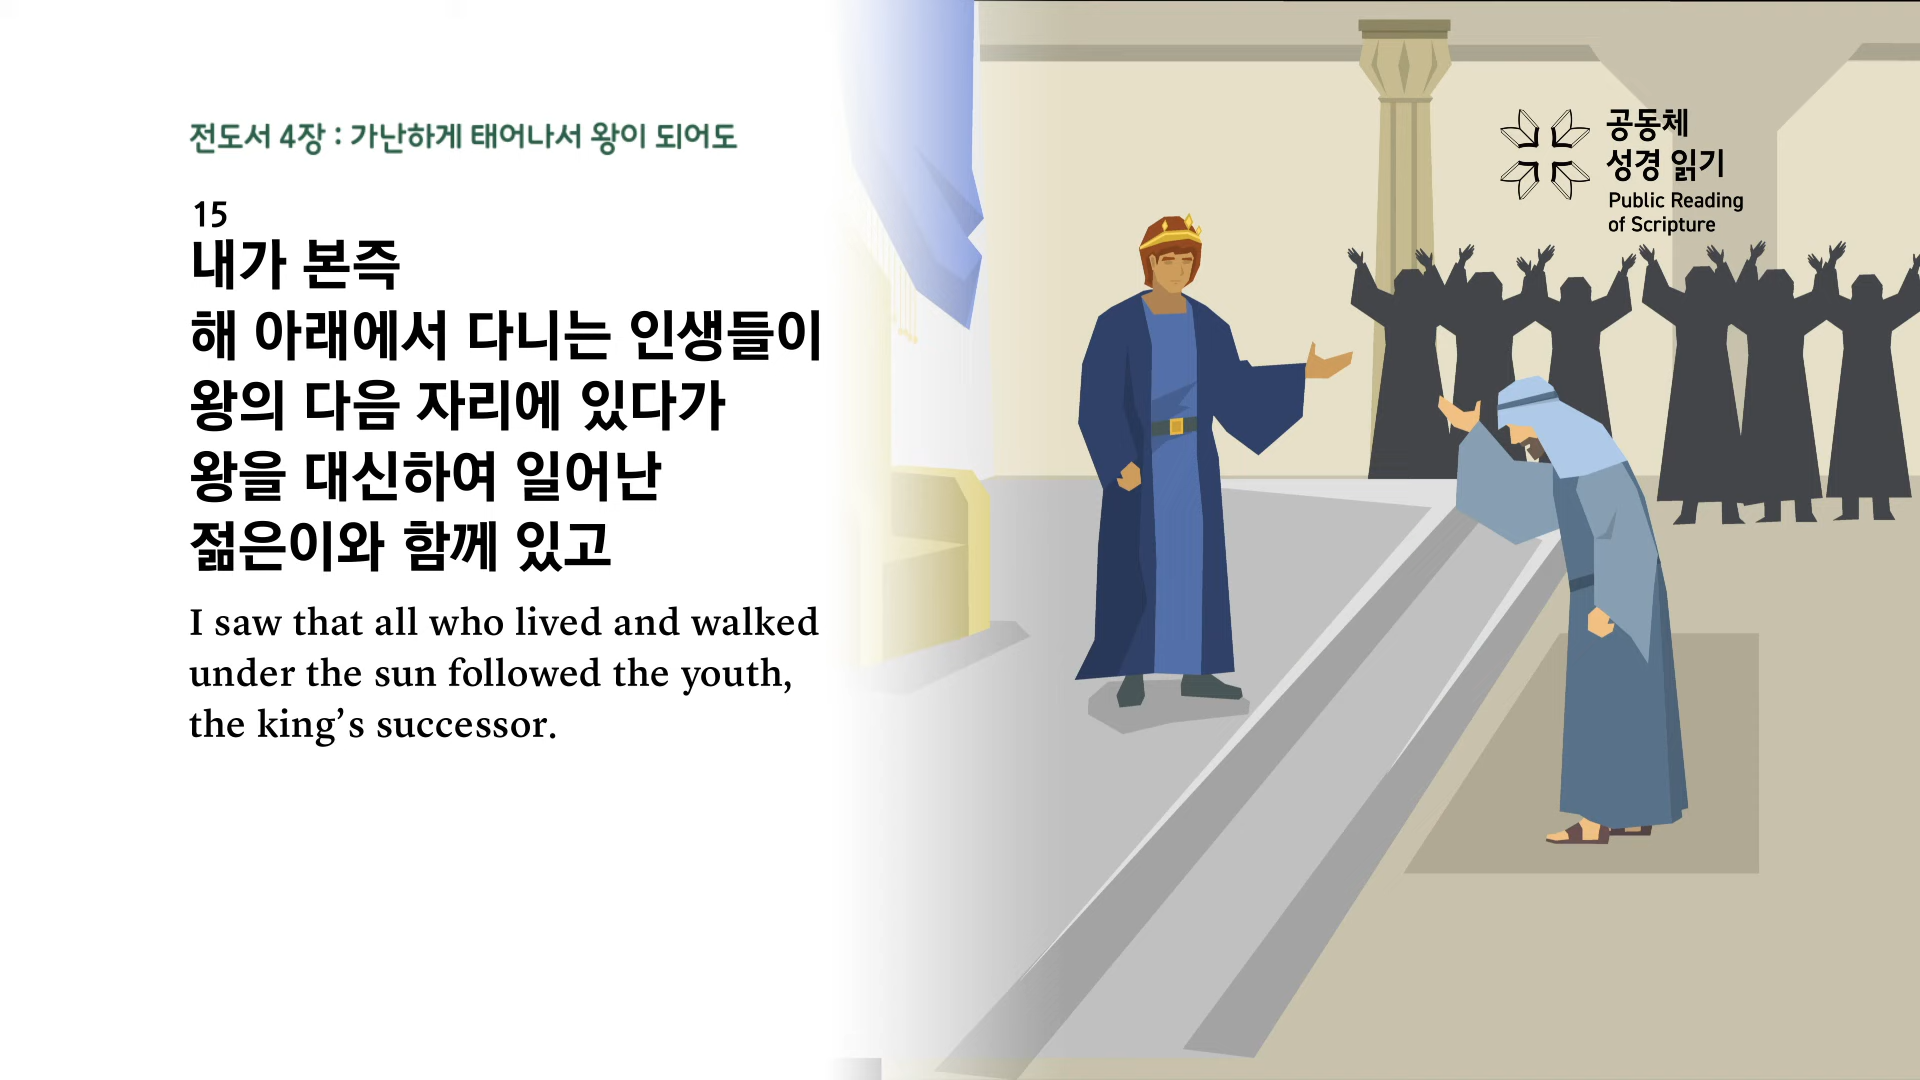 전도서 4장 : 가난하게 태어나서 왕이 되어도
15
내가 본즉
해 아래에서 다니는 인생들이
왕의 다음 자리에 있다가
왕을 대신하여 일어난
젊은이와 함께 있고
I saw that all who lived and walked
under the sun followed the youth,
the king’s successor.
공동체
성경 읽기
Public Reading
of Scripture